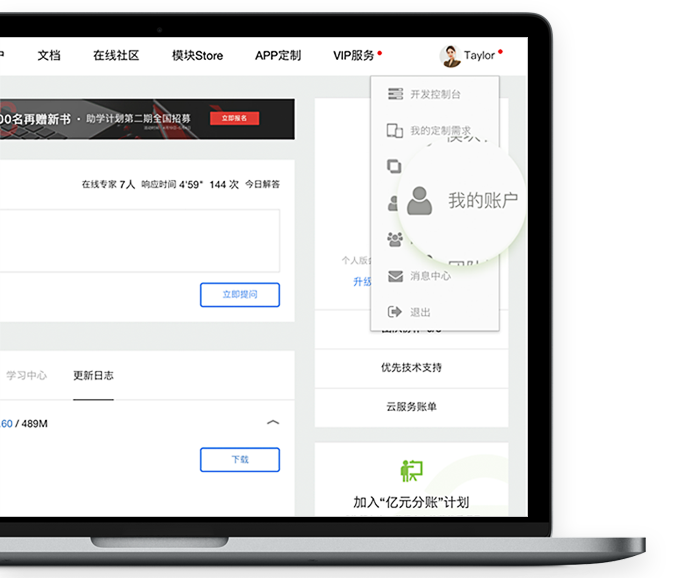 文档
在线社区
模块Store
APP定制
VIP服务
Taylor
开发控制台
00名再赠新书 · 助学计划第二期全国招募
立即报名
我的定制需求
在线专家 7人 响应时间 4'59" 144 次 今日解答
我的账户
个人版
升级
消息中心
立即提问
退出
优先技术支持
学习中心
更新日志
云服务账单
.60 / 489M
下载
加入“亿元分账”计划